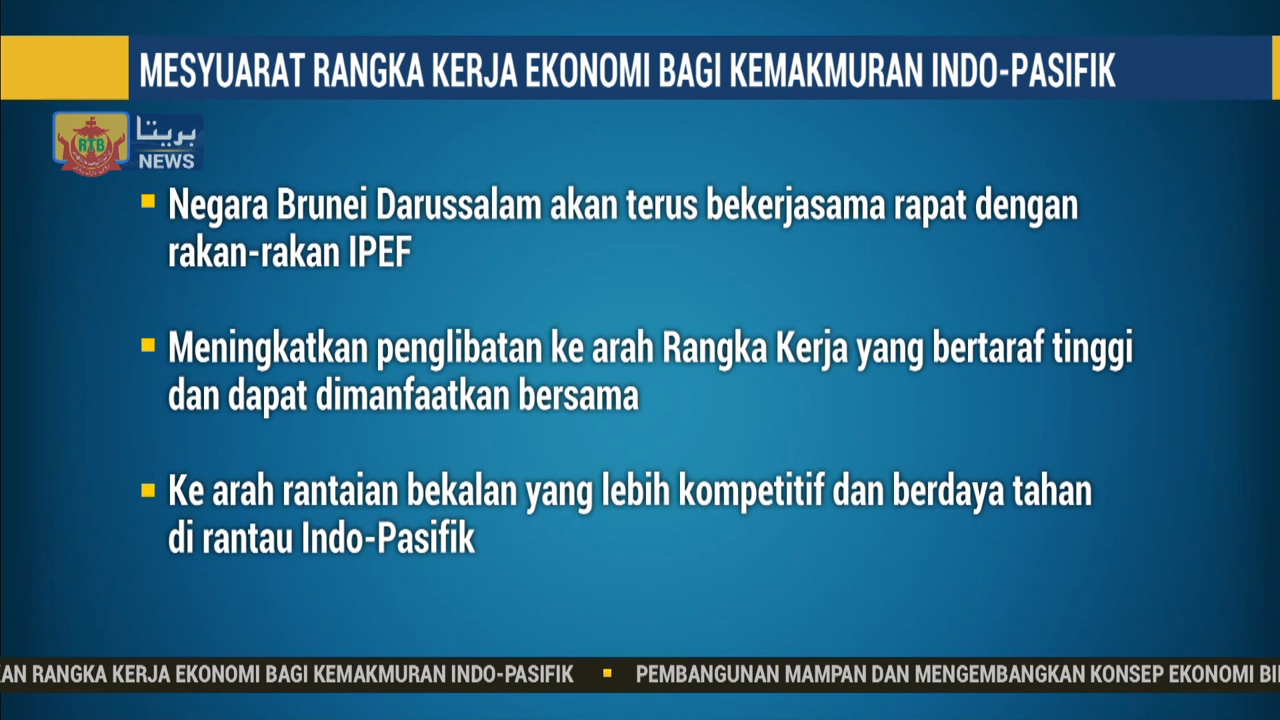 MESYUARAT RANGKA KERJA EKONOMI BAGI KEMAKMURAN INDO-PASIFIK
RTB
بريتا
NEWS
Negara Brunei Darussalam akan terus bekerjasama rapat dengan
rakan-rakan IPEF
Meningkatkan penglibatan ke arah Rangka Kerja yang bertaraf tinggi
dan dapat dimanfaatkan bersama
Ke arah rantaian bekalan yang lebih kompetitif dan berdaya tahan
di rantau Indo-Pasifik
RANGKA KERJA EKONOMI BAGI KEMAKMURAN INDO-PASIFIK ▪ PEMBANGUNAN MAMPAN DAN MENGEMBANGKAN KONSEP EKONOMI